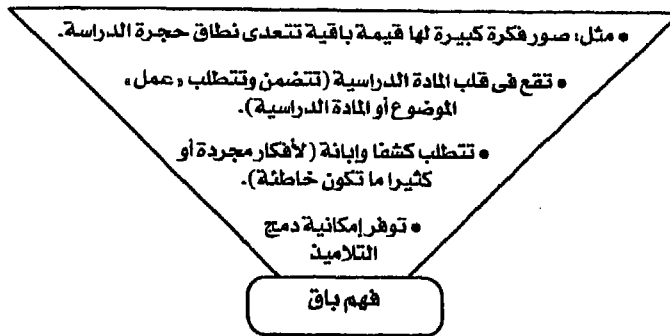 • مثل: صور فكرة كبيرة لها قيمة باقية تتعدى نطاق حجرة الدراسة.
• تقع فى قلب المادة الدراسية (تتضمن وتتطلب «عمل»
الموضوع أو المادة الدراسية).
• تتطلب كشفا وإبانة (لأفكار مجردة أو
كثيرا ما تكون خاطئة).
• توفر إمكانية دمج
التلاميذ
فهم باق